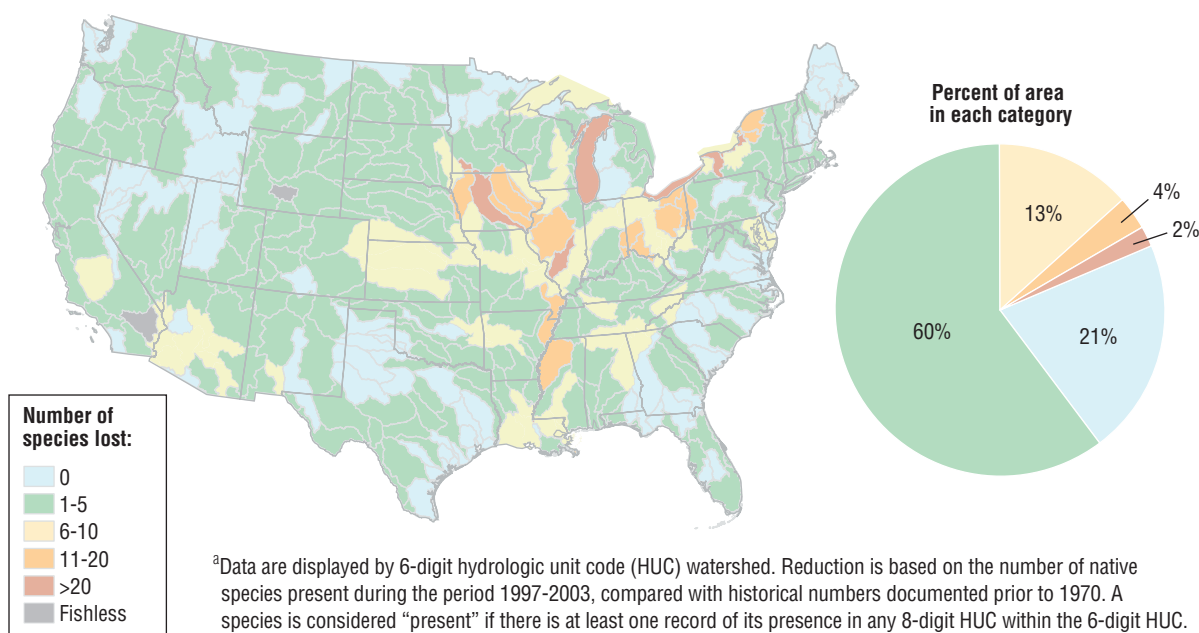 Percent of area
in each category
13%
4%
2%
21%
60%
Number of
species lost:
0
1-5
6-10
11-20
>20
Fishless
aData are displayed by 6-digit hydrologic unit code (HUC) watershed. Reduction is based on the number of native
species present during the period 1997-2003, compared with historical numbers documented prior to 1970. A
species is considered “present” if there is at least one record of its presence in any 8-digit HUC within the 6-digit HUC.